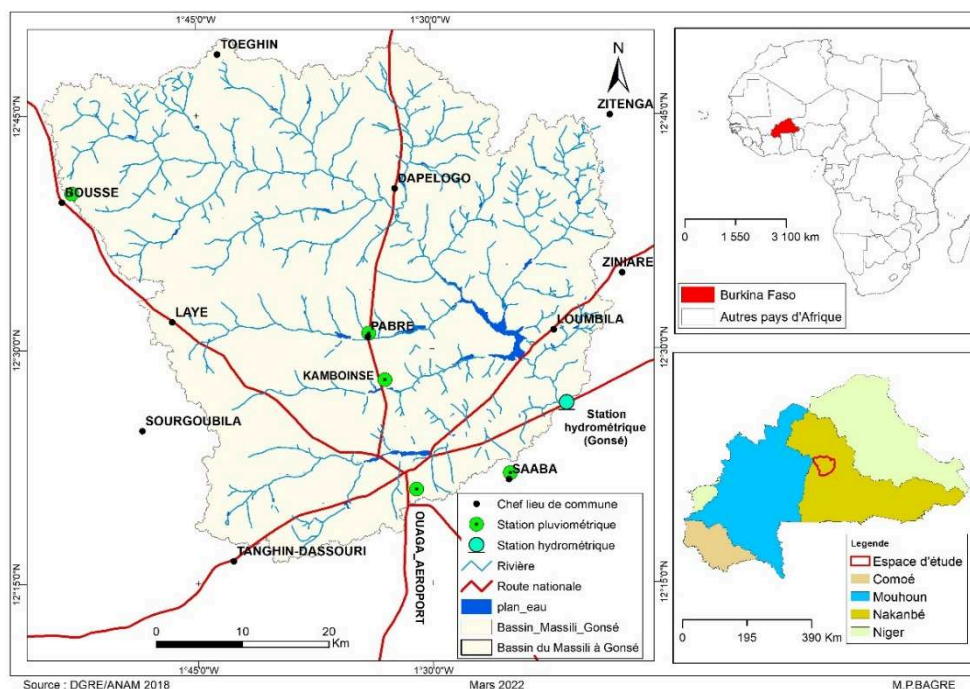 1°45'0"W
1°30'0"W
TOEGHIN
N
ZITENGA
12°45'0"N
12°45'0"N
BOUSSE
DAPELOGO
ZINIARE
LAYE
PABRE
LOUMBILA
12°30'0"N
12°30'0"N
KAMBOINSE
SOURGOUBILA
Station
hydrométrique
(Gonsé)
SAABA
OUAGA_AEROPORT
TANGHIN-DASSOURI
12°15'0"N
12°15'0"N
Chef lieu de commune
Station pluviométrique
Station hydrométrique
Rivière
Route nationale
plan_eau
Bassin_Massili_Gonsé
Bassin du Massili à Gonsé
0 10 20
Km
1°45'0"W
1°30'0"W
0 1 550 3 100 km
Burkina Faso
Autres pays d'Afrique
Legende
Espace d'étude
Comoé
Mouhoun
Nakanbé
Niger
0 195 390 Km
Source : DGRE/ANAM 2018
Mars 2022
M.P.BAGRE